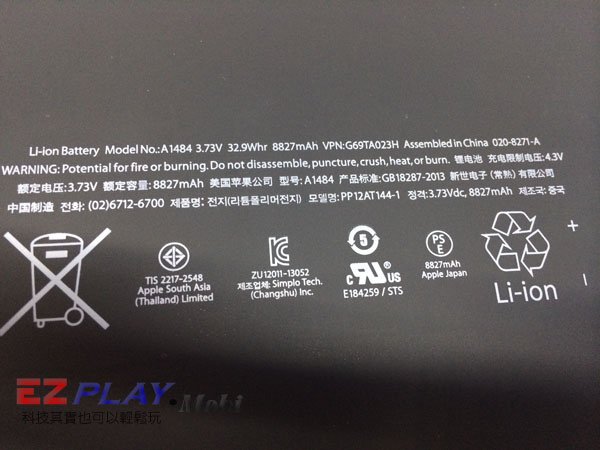 Li-ion Battery Model No.:A1484 3.73V 32.9Whr 8827mAh VPN:G69TA023H Assembled in China 020-8271-A
WARNING: Potential for fire or burning. Do not disassemble, puncture, crush, heat, or burn. 锂电池 充电限制电压:4.3V
额定电压:3.73V 额定容量:8827mAh 美国苹果公司 型号:A1484 产品标准:GB18287-2013 新世电子(常熟)有限公司
中国制造 전화: (02)6712-6700 제품명: 전지(리튬폴리머전지) 모델명: PP12AT144-1 정격:3.73Vdc, 8827mAh 제조국: 중국
TIS 2217-2548
Apple South Asia
(Thailand) Limited
ZU12011-13052
제조업체: Simplo Tech.
(Changshu) Inc.
5
c RU us
E184259 / STS
PS
E
8827mAh
Apple Japan
Li-ion
+
-
EZ PLAY.Mobi
科技其實也可以輕鬆玩